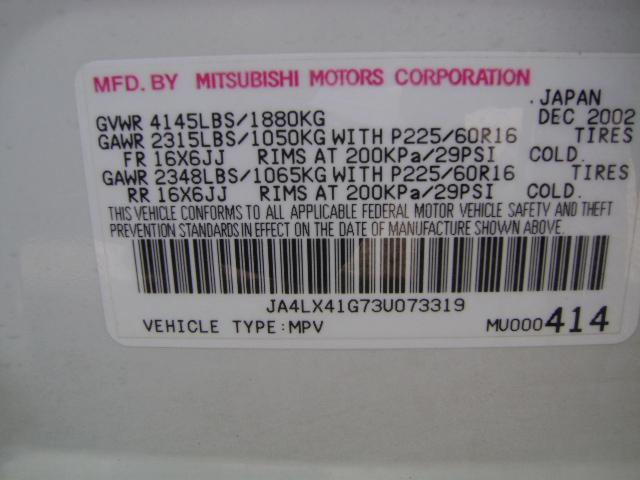 MFD. BY MITSUBISHI MOTORS CORPORATION
. JAPAN
GVWR 4145LBS/1880KG DEC 2002
GAWR 2315LBS/1050KG WITH P225/60R16 TIRES
FR 16X6JJ RIMS AT 200KPa/29PSI COLD.
GAWR 2348LBS/1065KG WITH P225/60R16 TIRES
RR 16X6JJ RIMS AT 200KPa/29PSI COLD.
THIS VEHICLE CONFORMS TO ALL APPLICABLE FEDERAL MOTOR VEHICLE SAFETY AND THEFT
PREVENTION STANDARDS IN EFFECT ON THE DATE OF MANUFACTURE SHOWN ABOVE.
JA4LX41G73U073319
VEHICLE TYPE:MPV MU000414